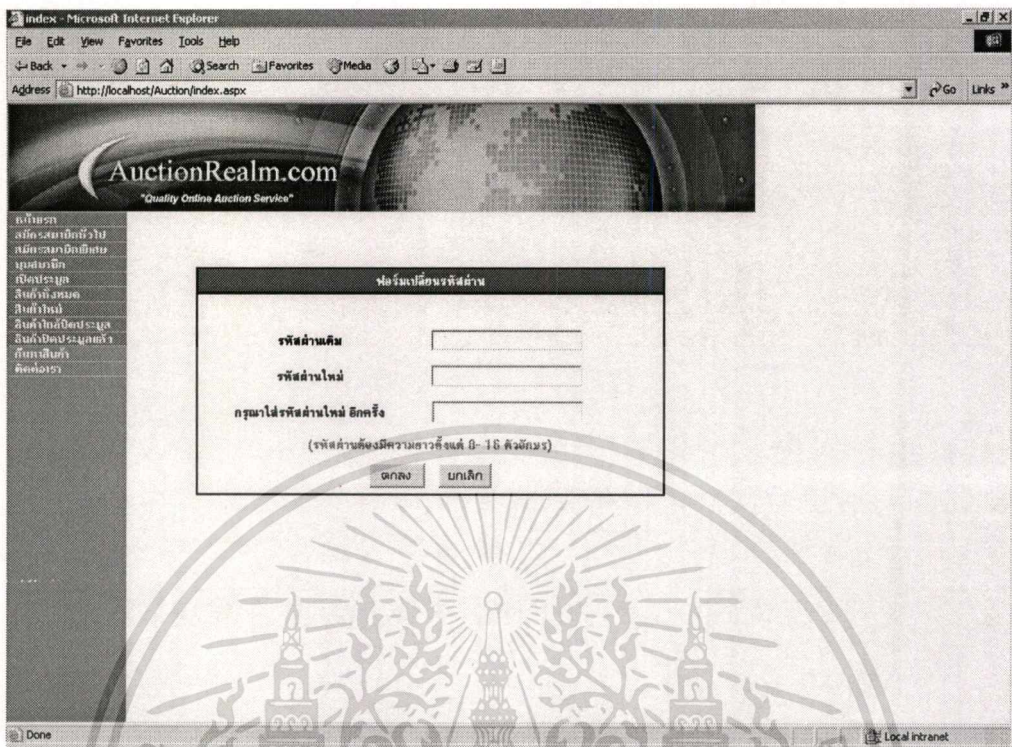 index - Microsoft Internet Explorer
File Edit View Favorites Tools Help
Back Search Favorites Media
Address http://localhost/Auction/index.aspx Go Links »
AuctionRealm.com
"Quality Online Auction Service"
หน้าแรก
สมัครสมาชิกทั่วไป
สมัครสมาชิกพิเศษ
มุมสมาชิก
เปิดประมูล
สินค้าทั้งหมด
สินค้าใหม่
สินค้าใกล้ปิดประมูล
สินค้าปิดประมูลแล้ว
ค้นหาสินค้า
ติดต่อเรา
ฟอร์มเปลี่ยนรหัสผ่าน
รหัสผ่านเดิม
รหัสผ่านใหม่
กรุณาใส่รหัสผ่านใหม่ อีกครั้ง
(รหัสผ่านต้องมีความยาวตั้งแต่ 8- 16 ตัวอักษร)
ตกลง ยกเลิก
Done Local intranet